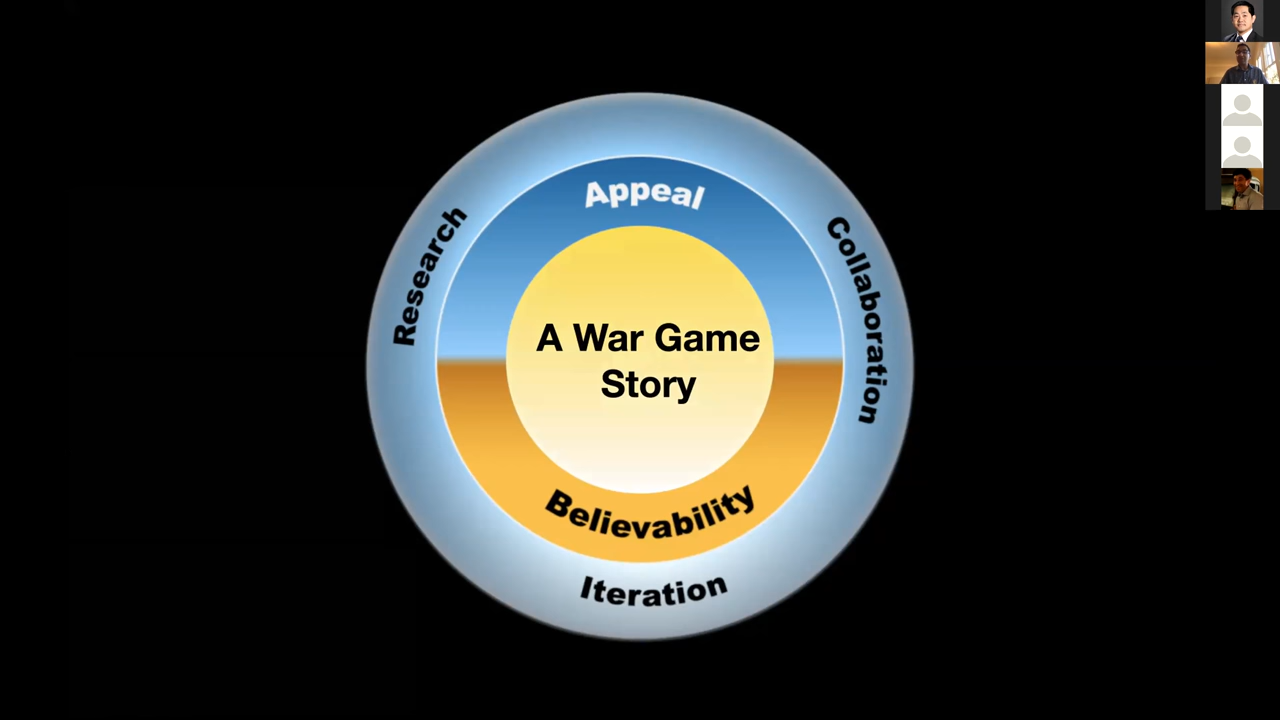 Appeal
Research
Collaboration
A War Game
Story
Believability
Iteration